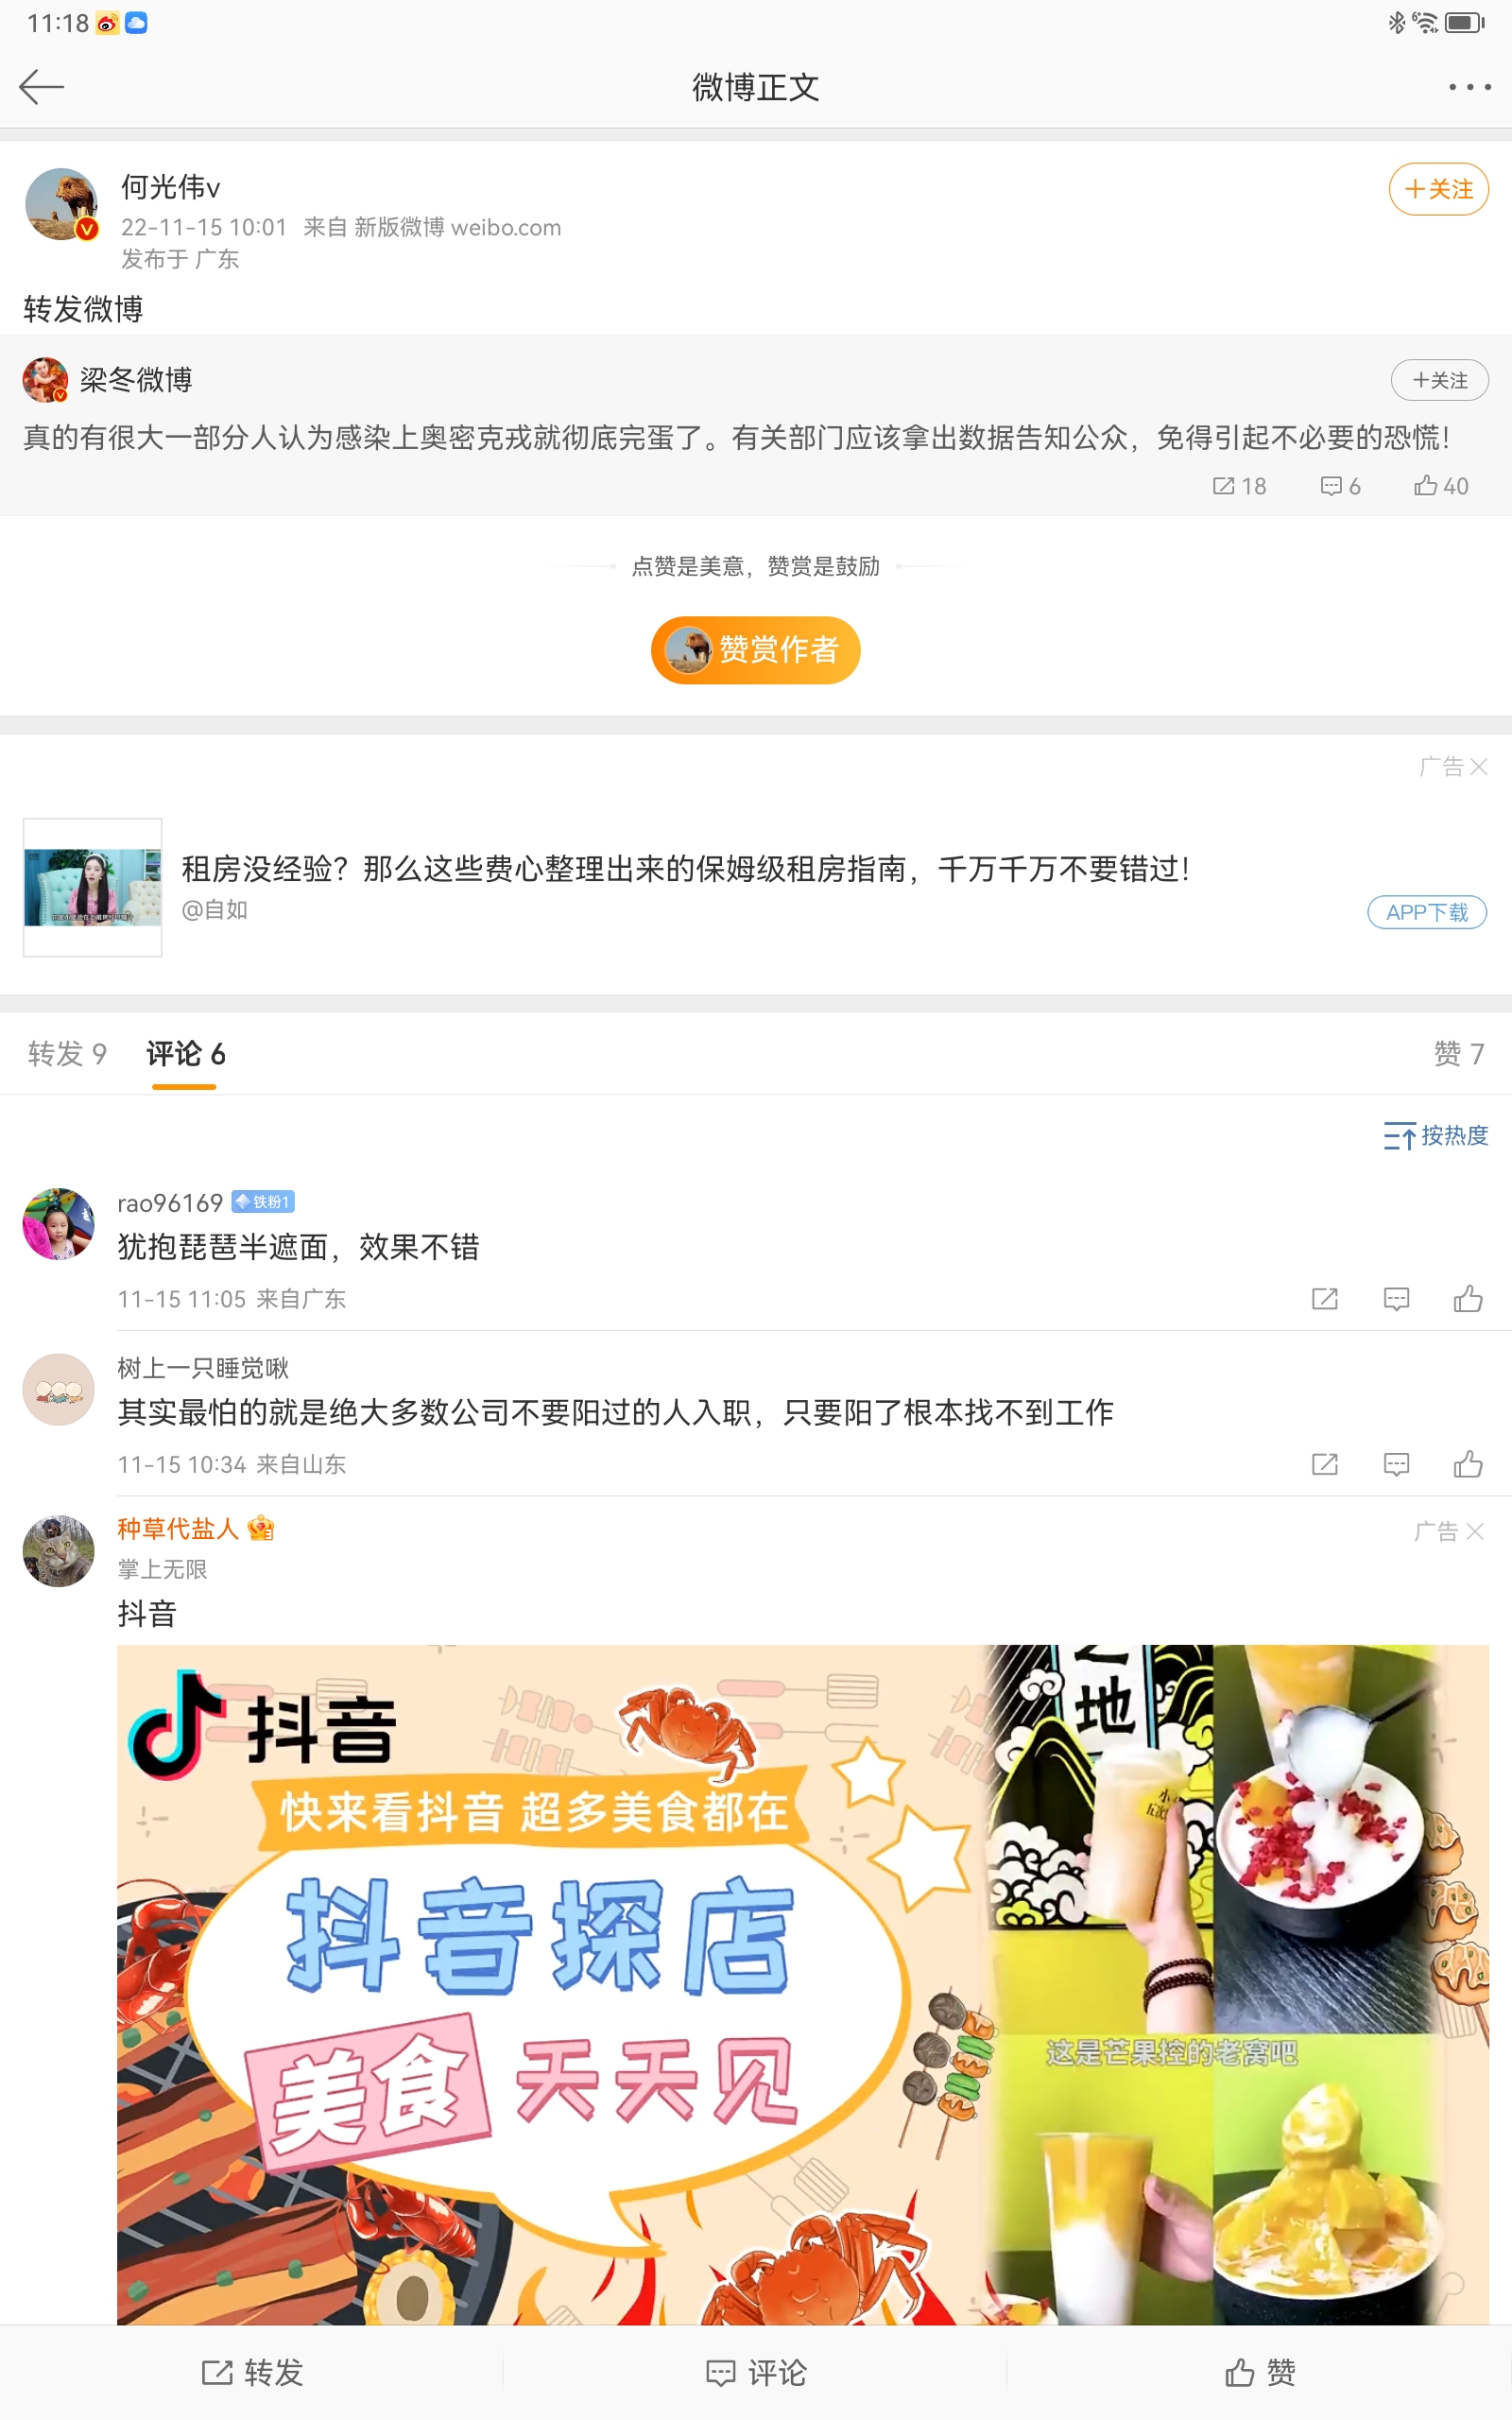 11:18
微博正文
何光伟v
22-11-15 10:01 来自 新版微博 weibo.com
发布于 广东
+关注
转发微博
梁冬微博
+关注
真的有很大一部分人认为感染上奥密克戎就彻底完蛋了。有关部门应该拿出数据告知公众，免得引起不必要的恐慌！
18 6 40
点赞是美意，赞赏是鼓励
赞赏作者
广告
租房没经验？那么这些费心整理出来的保姆级租房指南，千万千万不要错过！
@自如
APP下载
转发 9 评论 6 赞 7
按热度
rao96169 铁粉1
犹抱琵琶半遮面，效果不错
11-15 11:05 来自广东
树上一只睡觉啾
其实最怕的就是绝大多数公司不要阳过的人入职，只要阳了根本找不到工作
11-15 10:34 来自山东
种草代盐人
广告
掌上无限
抖音
抖音
快来看抖音 超多美食都在
抖音探店
美食 天天见
之地
这是芒果控的老窝吧
转发 评论 赞